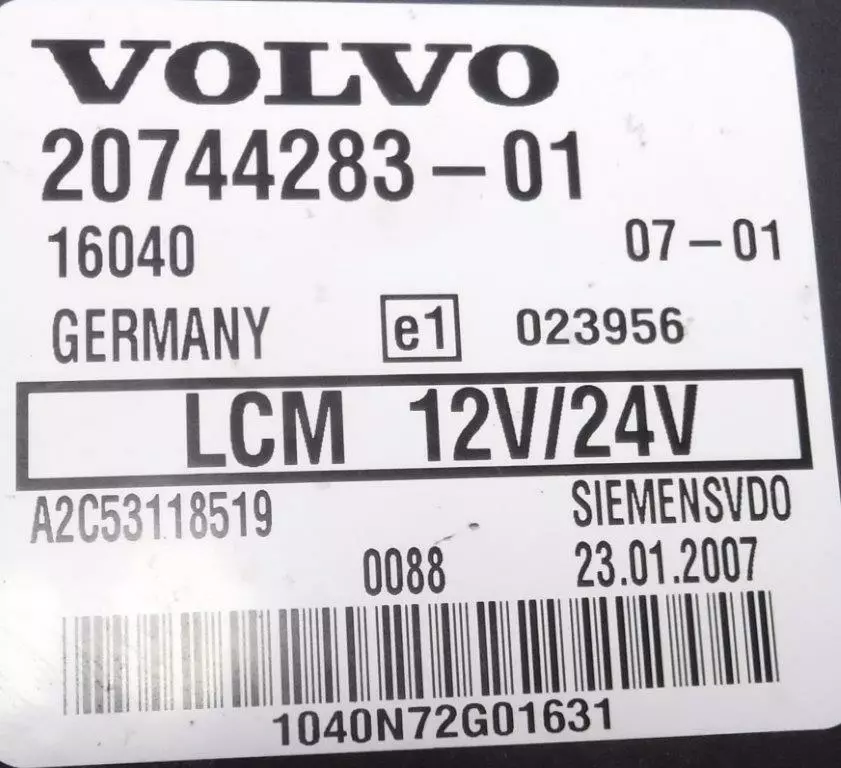 VOLVO
20744283-01
16040 07-01
GERMANY e1 023956
LCM 12V/24V
A2C53118519 SIEMENSVDO
0088 23.01.2007
1040N72G01631